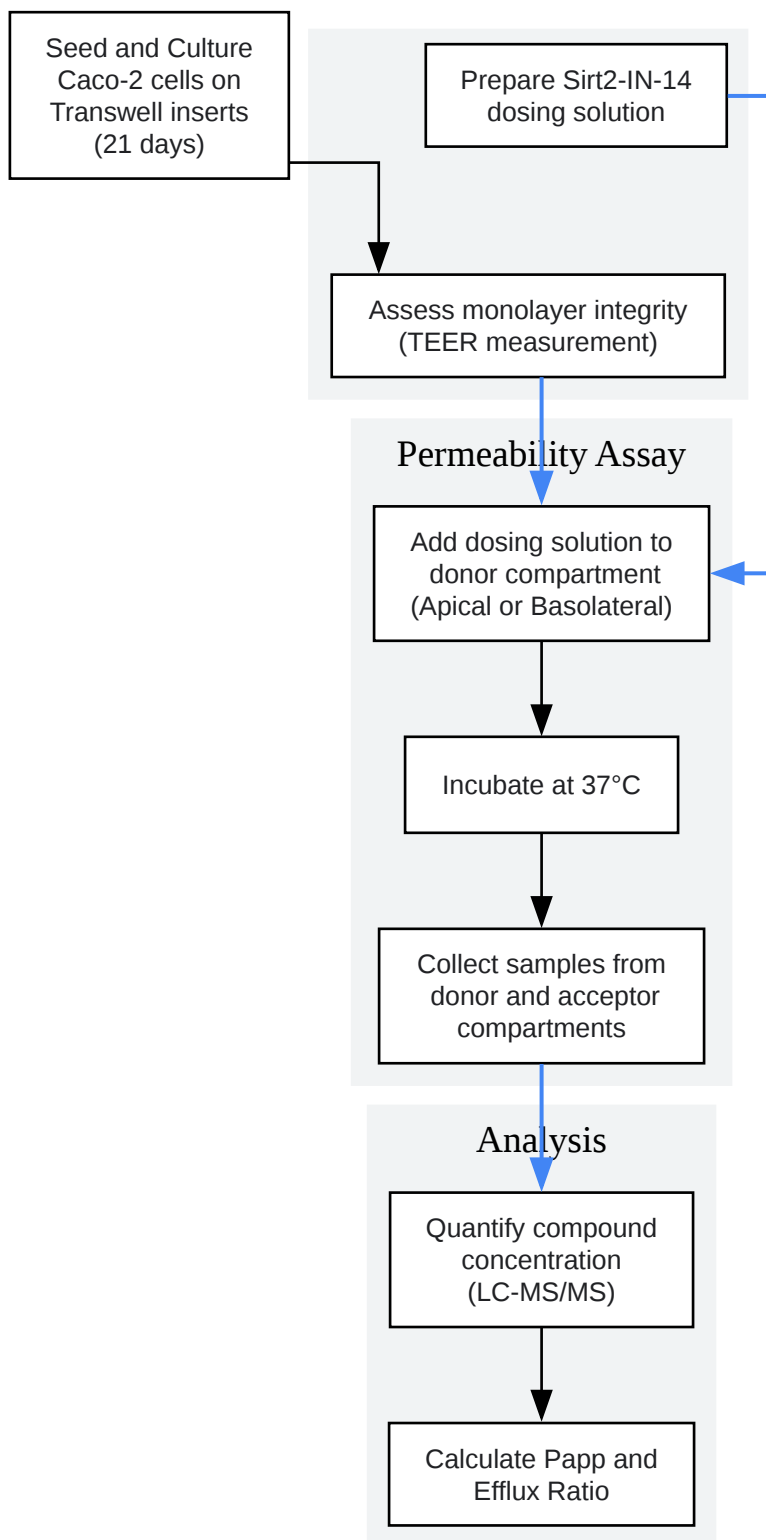 Seed and Culture
Caco-2 cells on
Transwell inserts
(21 days)
Prepare Sirt2-IN-14
dosing solution
Assess monolayer integrity
(TEER measurement)
Permeability Assay
Add dosing solution to
donor compartment
(Apical or Basolateral)
Incubate at 37°C
Collect samples from
donor and acceptor
compartments
Analysis
Quantify compound
concentration
(LC-MS/MS)
Calculate Papp and
Efflux Ratio